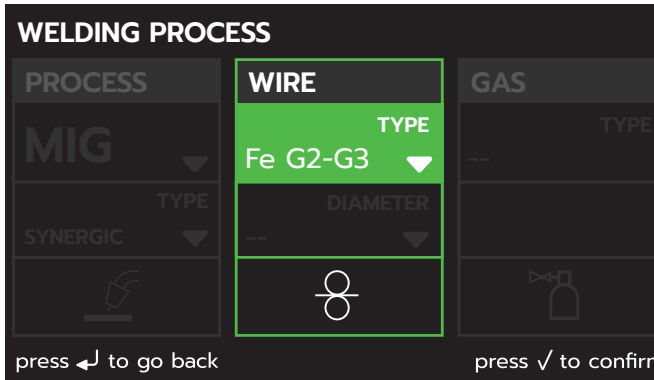 WELDING PROCESS
PROCESS
MIG
TYPE
SYNERGIC
WIRE
TYPE
Fe G2-G3
DIAMETER
--
GAS
TYPE
--
press to go back
press √ to confirm